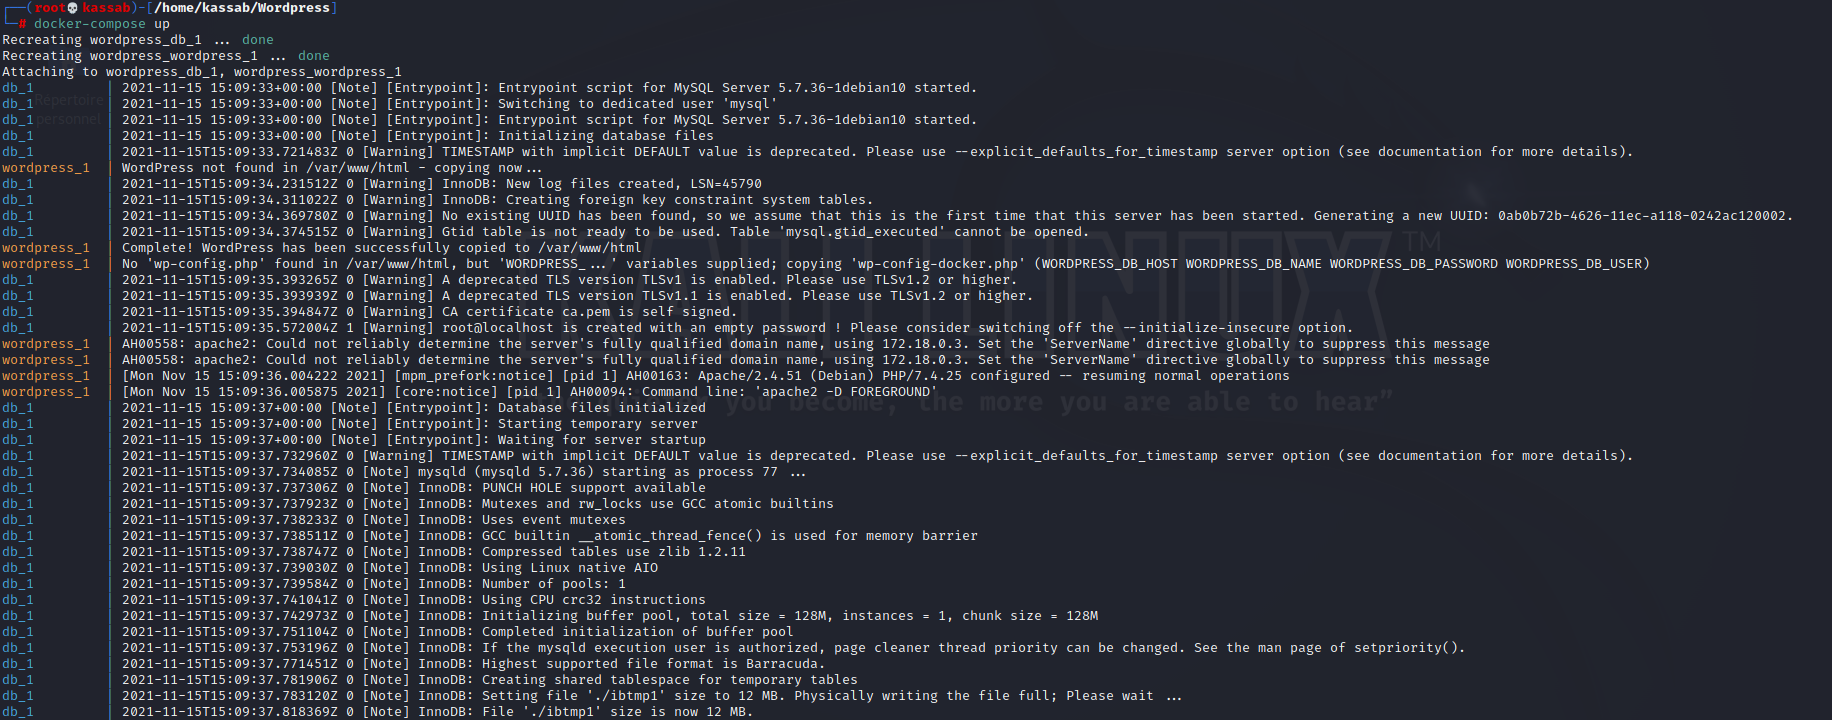 ┌──(root💀kassab)-[/home/kassab/Wordpress]
└─# docker-compose up
Recreating wordpress_db_1 ... done
Recreating wordpress_wordpress_1 ... done
Attaching to wordpress_db_1, wordpress_wordpress_1
db_1 | 2021-11-15 15:09:33+00:00 [Note] [Entrypoint]: Entrypoint script for MySQL Server 5.7.36-1debian10 started.
db_1 | 2021-11-15 15:09:33+00:00 [Note] [Entrypoint]: Switching to dedicated user 'mysql'
db_1 | 2021-11-15 15:09:33+00:00 [Note] [Entrypoint]: Entrypoint script for MySQL Server 5.7.36-1debian10 started.
db_1 | 2021-11-15 15:09:33+00:00 [Note] [Entrypoint]: Initializing database files
db_1 | 2021-11-15T15:09:33.721483Z 0 [Warning] TIMESTAMP with implicit DEFAULT value is deprecated. Please use --explicit_defaults_for_timestamp server option (see documentation for more details).
wordpress_1 | WordPress not found in /var/www/html - copying now...
db_1 | 2021-11-15T15:09:34.231512Z 0 [Warning] InnoDB: New log files created, LSN=45790
db_1 | 2021-11-15T15:09:34.311022Z 0 [Warning] InnoDB: Creating foreign key constraint system tables.
db_1 | 2021-11-15T15:09:34.369780Z 0 [Warning] No existing UUID has been found, so we assume that this is the first time that this server has been started. Generating a new UUID: 0ab0b72b-4626-11ec-a118-0242ac120002.
db_1 | 2021-11-15T15:09:34.374515Z 0 [Warning] Gtid table is not ready to be used. Table 'mysql.gtid_executed' cannot be opened.
wordpress_1 | Complete! WordPress has been successfully copied to /var/www/html
wordpress_1 | No 'wp-config.php' found in /var/www/html, but 'WORDPRESS_...' variables supplied; copying 'wp-config-docker.php' (WORDPRESS_DB_HOST WORDPRESS_DB_NAME WORDPRESS_DB_PASSWORD WORDPRESS_DB_USER)
db_1 | 2021-11-15T15:09:35.393265Z 0 [Warning] A deprecated TLS version TLSv1 is enabled. Please use TLSv1.2 or higher.
db_1 | 2021-11-15T15:09:35.393939Z 0 [Warning] A deprecated TLS version TLSv1.1 is enabled. Please use TLSv1.2 or higher.
db_1 | 2021-11-15T15:09:35.394847Z 0 [Warning] CA certificate ca.pem is self signed.
db_1 | 2021-11-15T15:09:35.572004Z 1 [Warning] root@localhost is created with an empty password ! Please consider switching off the --initialize-insecure option.
wordpress_1 | AH00558: apache2: Could not reliably determine the server's fully qualified domain name, using 172.18.0.3. Set the 'ServerName' directive globally to suppress this message
wordpress_1 | AH00558: apache2: Could not reliably determine the server's fully qualified domain name, using 172.18.0.3. Set the 'ServerName' directive globally to suppress this message
wordpress_1 | [Mon Nov 15 15:09:36.004222 2021] [mpm_prefork:notice] [pid 1] AH00163: Apache/2.4.51 (Debian) PHP/7.4.25 configured -- resuming normal operations
wordpress_1 | [Mon Nov 15 15:09:36.005875 2021] [core:notice] [pid 1] AH00094: Command line: 'apache2 -D FOREGROUND'
db_1 | 2021-11-15 15:09:37+00:00 [Note] [Entrypoint]: Database files initialized
db_1 | 2021-11-15 15:09:37+00:00 [Note] [Entrypoint]: Starting temporary server
db_1 | 2021-11-15 15:09:37+00:00 [Note] [Entrypoint]: Waiting for server startup
db_1 | 2021-11-15T15:09:37.732960Z 0 [Warning] TIMESTAMP with implicit DEFAULT value is deprecated. Please use --explicit_defaults_for_timestamp server option (see documentation for more details).
db_1 | 2021-11-15T15:09:37.734085Z 0 [Note] mysqld (mysqld 5.7.36) starting as process 77 ...
db_1 | 2021-11-15T15:09:37.737306Z 0 [Note] InnoDB: PUNCH HOLE support available
db_1 | 2021-11-15T15:09:37.737923Z 0 [Note] InnoDB: Mutexes and rw_locks use GCC atomic builtins
db_1 | 2021-11-15T15:09:37.738233Z 0 [Note] InnoDB: Uses event mutexes
db_1 | 2021-11-15T15:09:37.738511Z 0 [Note] InnoDB: GCC builtin __atomic_thread_fence() is used for memory barrier
db_1 | 2021-11-15T15:09:37.738747Z 0 [Note] InnoDB: Compressed tables use zlib 1.2.11
db_1 | 2021-11-15T15:09:37.739030Z 0 [Note] InnoDB: Using Linux native AIO
db_1 | 2021-11-15T15:09:37.739584Z 0 [Note] InnoDB: Number of pools: 1
db_1 | 2021-11-15T15:09:37.741041Z 0 [Note] InnoDB: Using CPU crc32 instructions
db_1 | 2021-11-15T15:09:37.742973Z 0 [Note] InnoDB: Initializing buffer pool, total size = 128M, instances = 1, chunk size = 128M
db_1 | 2021-11-15T15:09:37.751104Z 0 [Note] InnoDB: Completed initialization of buffer pool
db_1 | 2021-11-15T15:09:37.753196Z 0 [Note] InnoDB: If the mysqld execution user is authorized, page cleaner thread priority can be changed. See the man page of setpriority().
db_1 | 2021-11-15T15:09:37.771451Z 0 [Note] InnoDB: Highest supported file format is Barracuda.
db_1 | 2021-11-15T15:09:37.781906Z 0 [Note] InnoDB: Creating shared tablespace for temporary tables
db_1 | 2021-11-15T15:09:37.783120Z 0 [Note] InnoDB: Setting file './ibtmp1' size to 12 MB. Physically writing the file full; Please wait ...
db_1 | 2021-11-15T15:09:37.818369Z 0 [Note] InnoDB: File './ibtmp1' size is now 12 MB.
Répertoire
personnel
KALI LINUX™
you become, the more you are able to hear”